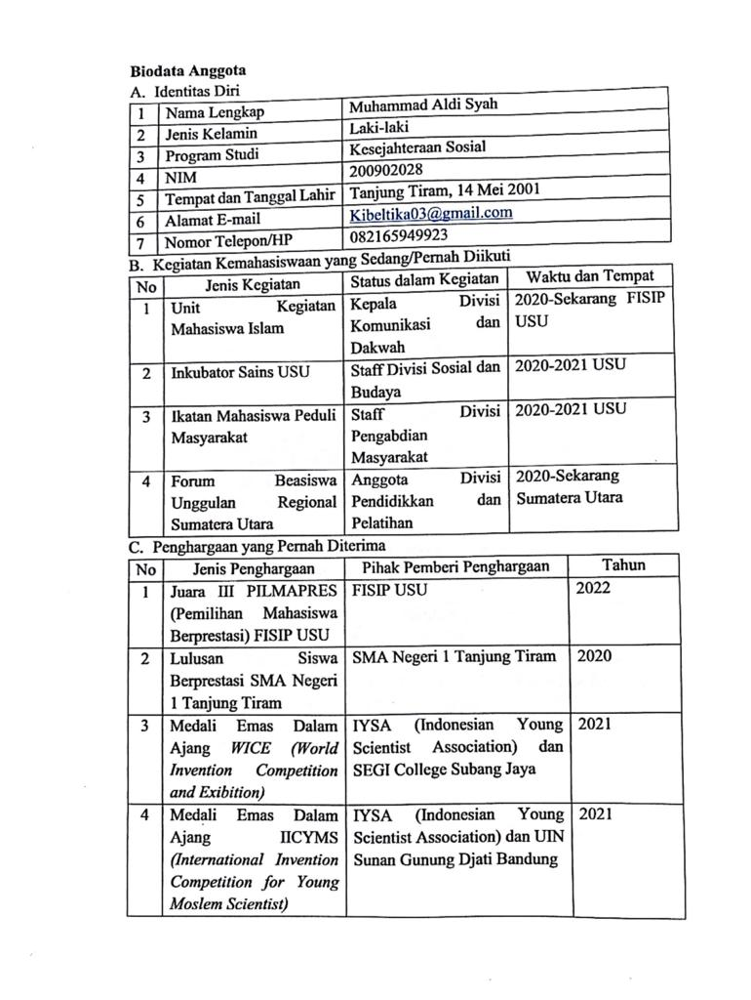 Biodata Anggota
A. Identitas Diri
1 Nama Lengkap Muhammad Aldi Syah
2 Jenis Kelamin Laki-laki
3 Program Studi Kesejahteraan Sosial
4 NIM 200902028
5 Tempat dan Tanggal Lahir Tanjung Tiram, 14 Mei 2001
6 Alamat E-mail Kibeltika03@gmail.com
7 Nomor Telepon/HP 082165949923
B. Kegiatan Kemahasiswaan yang Sedang/Pernah Diikuti
No Jenis Kegiatan Status dalam Kegiatan Waktu dan Tempat
1 Unit Kegiatan Kepala Divisi 2020-Sekarang FISIP
Mahasiswa Islam Komunikasi dan USU
Dakwah
2 Inkubator Sains USU Staff Divisi Sosial dan 2020-2021 USU
Budaya
3 Ikatan Mahasiswa Peduli Staff Divisi 2020-2021 USU
Masyarakat Pengabdian
Masyarakat
4 Forum Beasiswa Anggota Divisi 2020-Sekarang
Unggulan Regional Pendidikkan dan Sumatera Utara
Sumatera Utara Pelatihan
C. Penghargaan yang Pernah Diterima
No Jenis Penghargaan Pihak Pemberi Penghargaan Tahun
1 Juara III PILMAPRES FISIP USU 2022
(Pemilihan Mahasiswa
Berprestasi) FISIP USU
2 Lulusan Siswa SMA Negeri 1 Tanjung Tiram 2020
Berprestasi SMA Negeri
1 Tanjung Tiram
3 Medali Emas Dalam IYSA (Indonesian Young 2021
Ajang WICE (World Scientist Association) dan
Invention Competition SEGI College Subang Jaya
and Exibition)
4 Medali Emas Dalam IYSA (Indonesian Young 2021
Ajang IICYMS Scientist Association) dan UIN
(International Invention Sunan Gunung Djati Bandung
Competition for Young
Moslem Scientist)